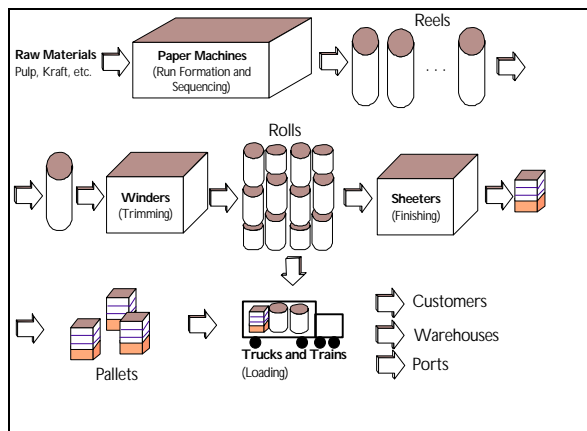 Reels
Raw Materials
Pulp, Kraft, etc.
Paper Machines
(Run Formation and
Sequencing)
. . .
Rolls
Winders
(Trimming)
Sheeters
(Finishing)
Pallets
Trucks and Trains
(Loading)
Customers
Warehouses
Ports